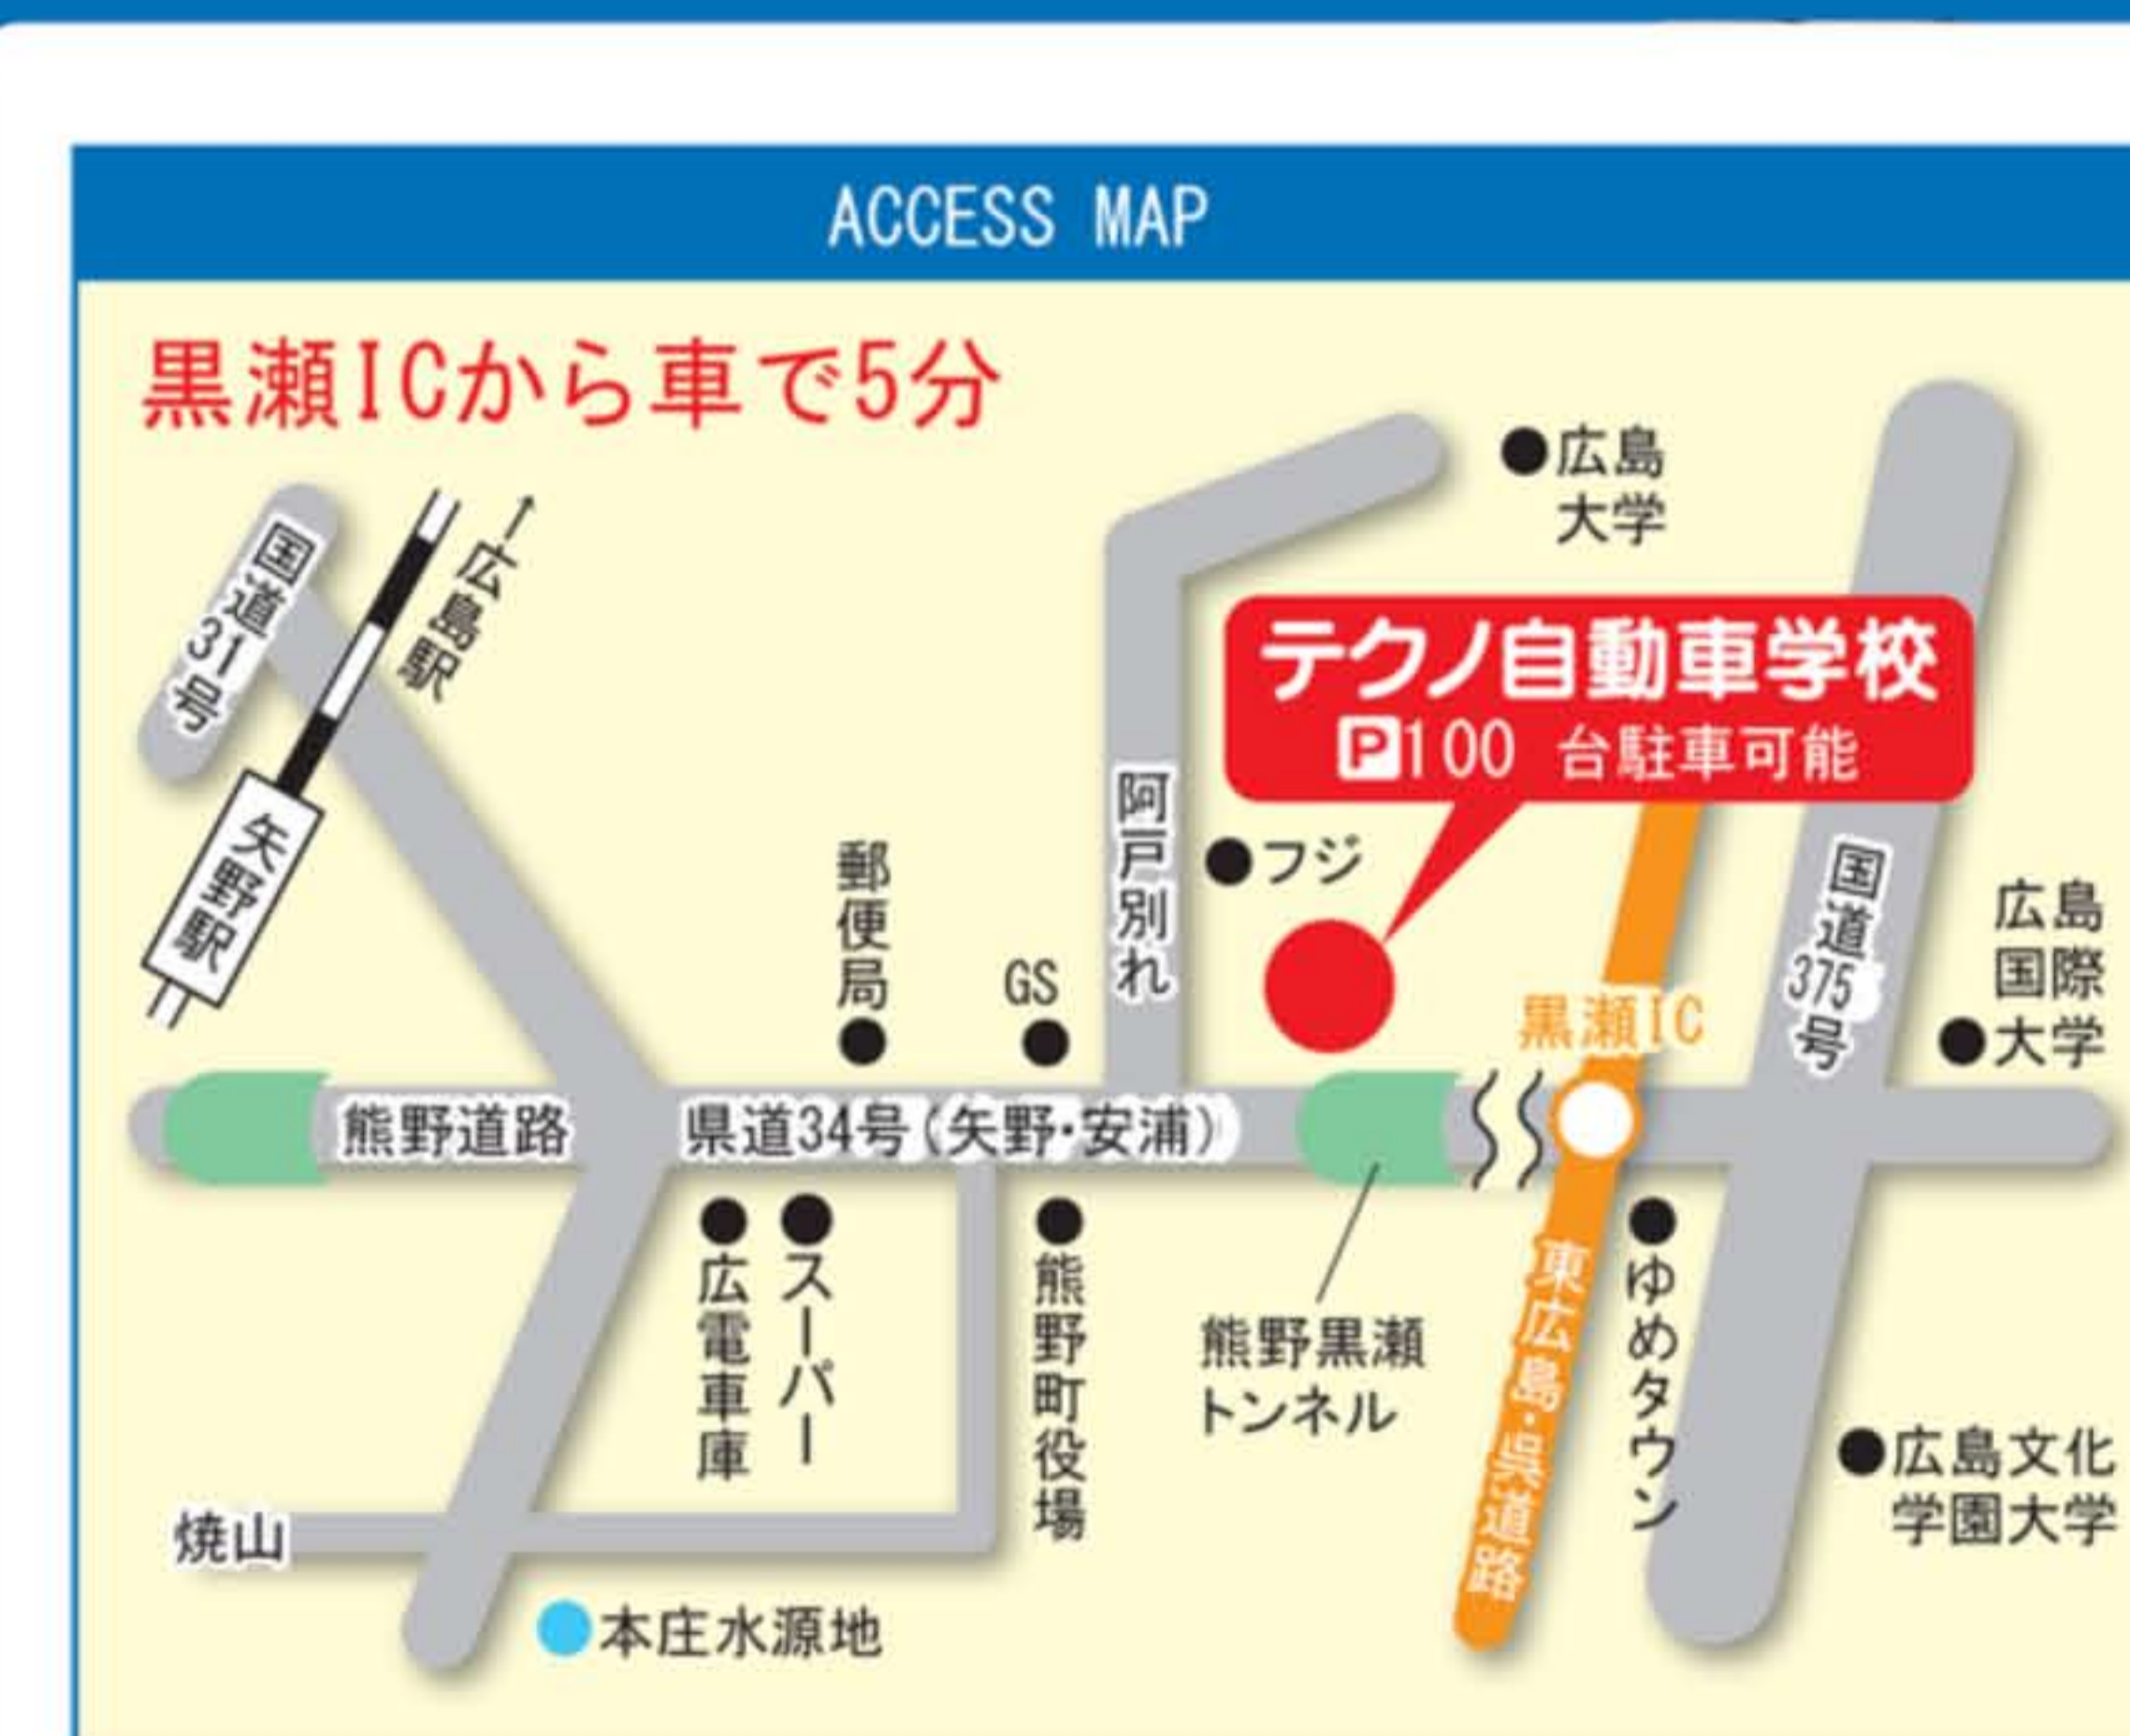 ACCESS MAP
黒瀬ICから車で5分
国道31号
↑広島駅
矢野駅
広島
大学
テクノ自動車学校
P100 台駐車可能
阿戸別れ
フジ
郵便局
GS
黒瀬IC
国道375号
広島
国際
大学
熊野道路
県道34号(矢野・安浦)
広電車庫
スーパー
熊野町役場
熊野黒瀬
トンネル
東広島・呉道路
ゆめタウン
広島文化
学園大学
焼山
本庄水源地